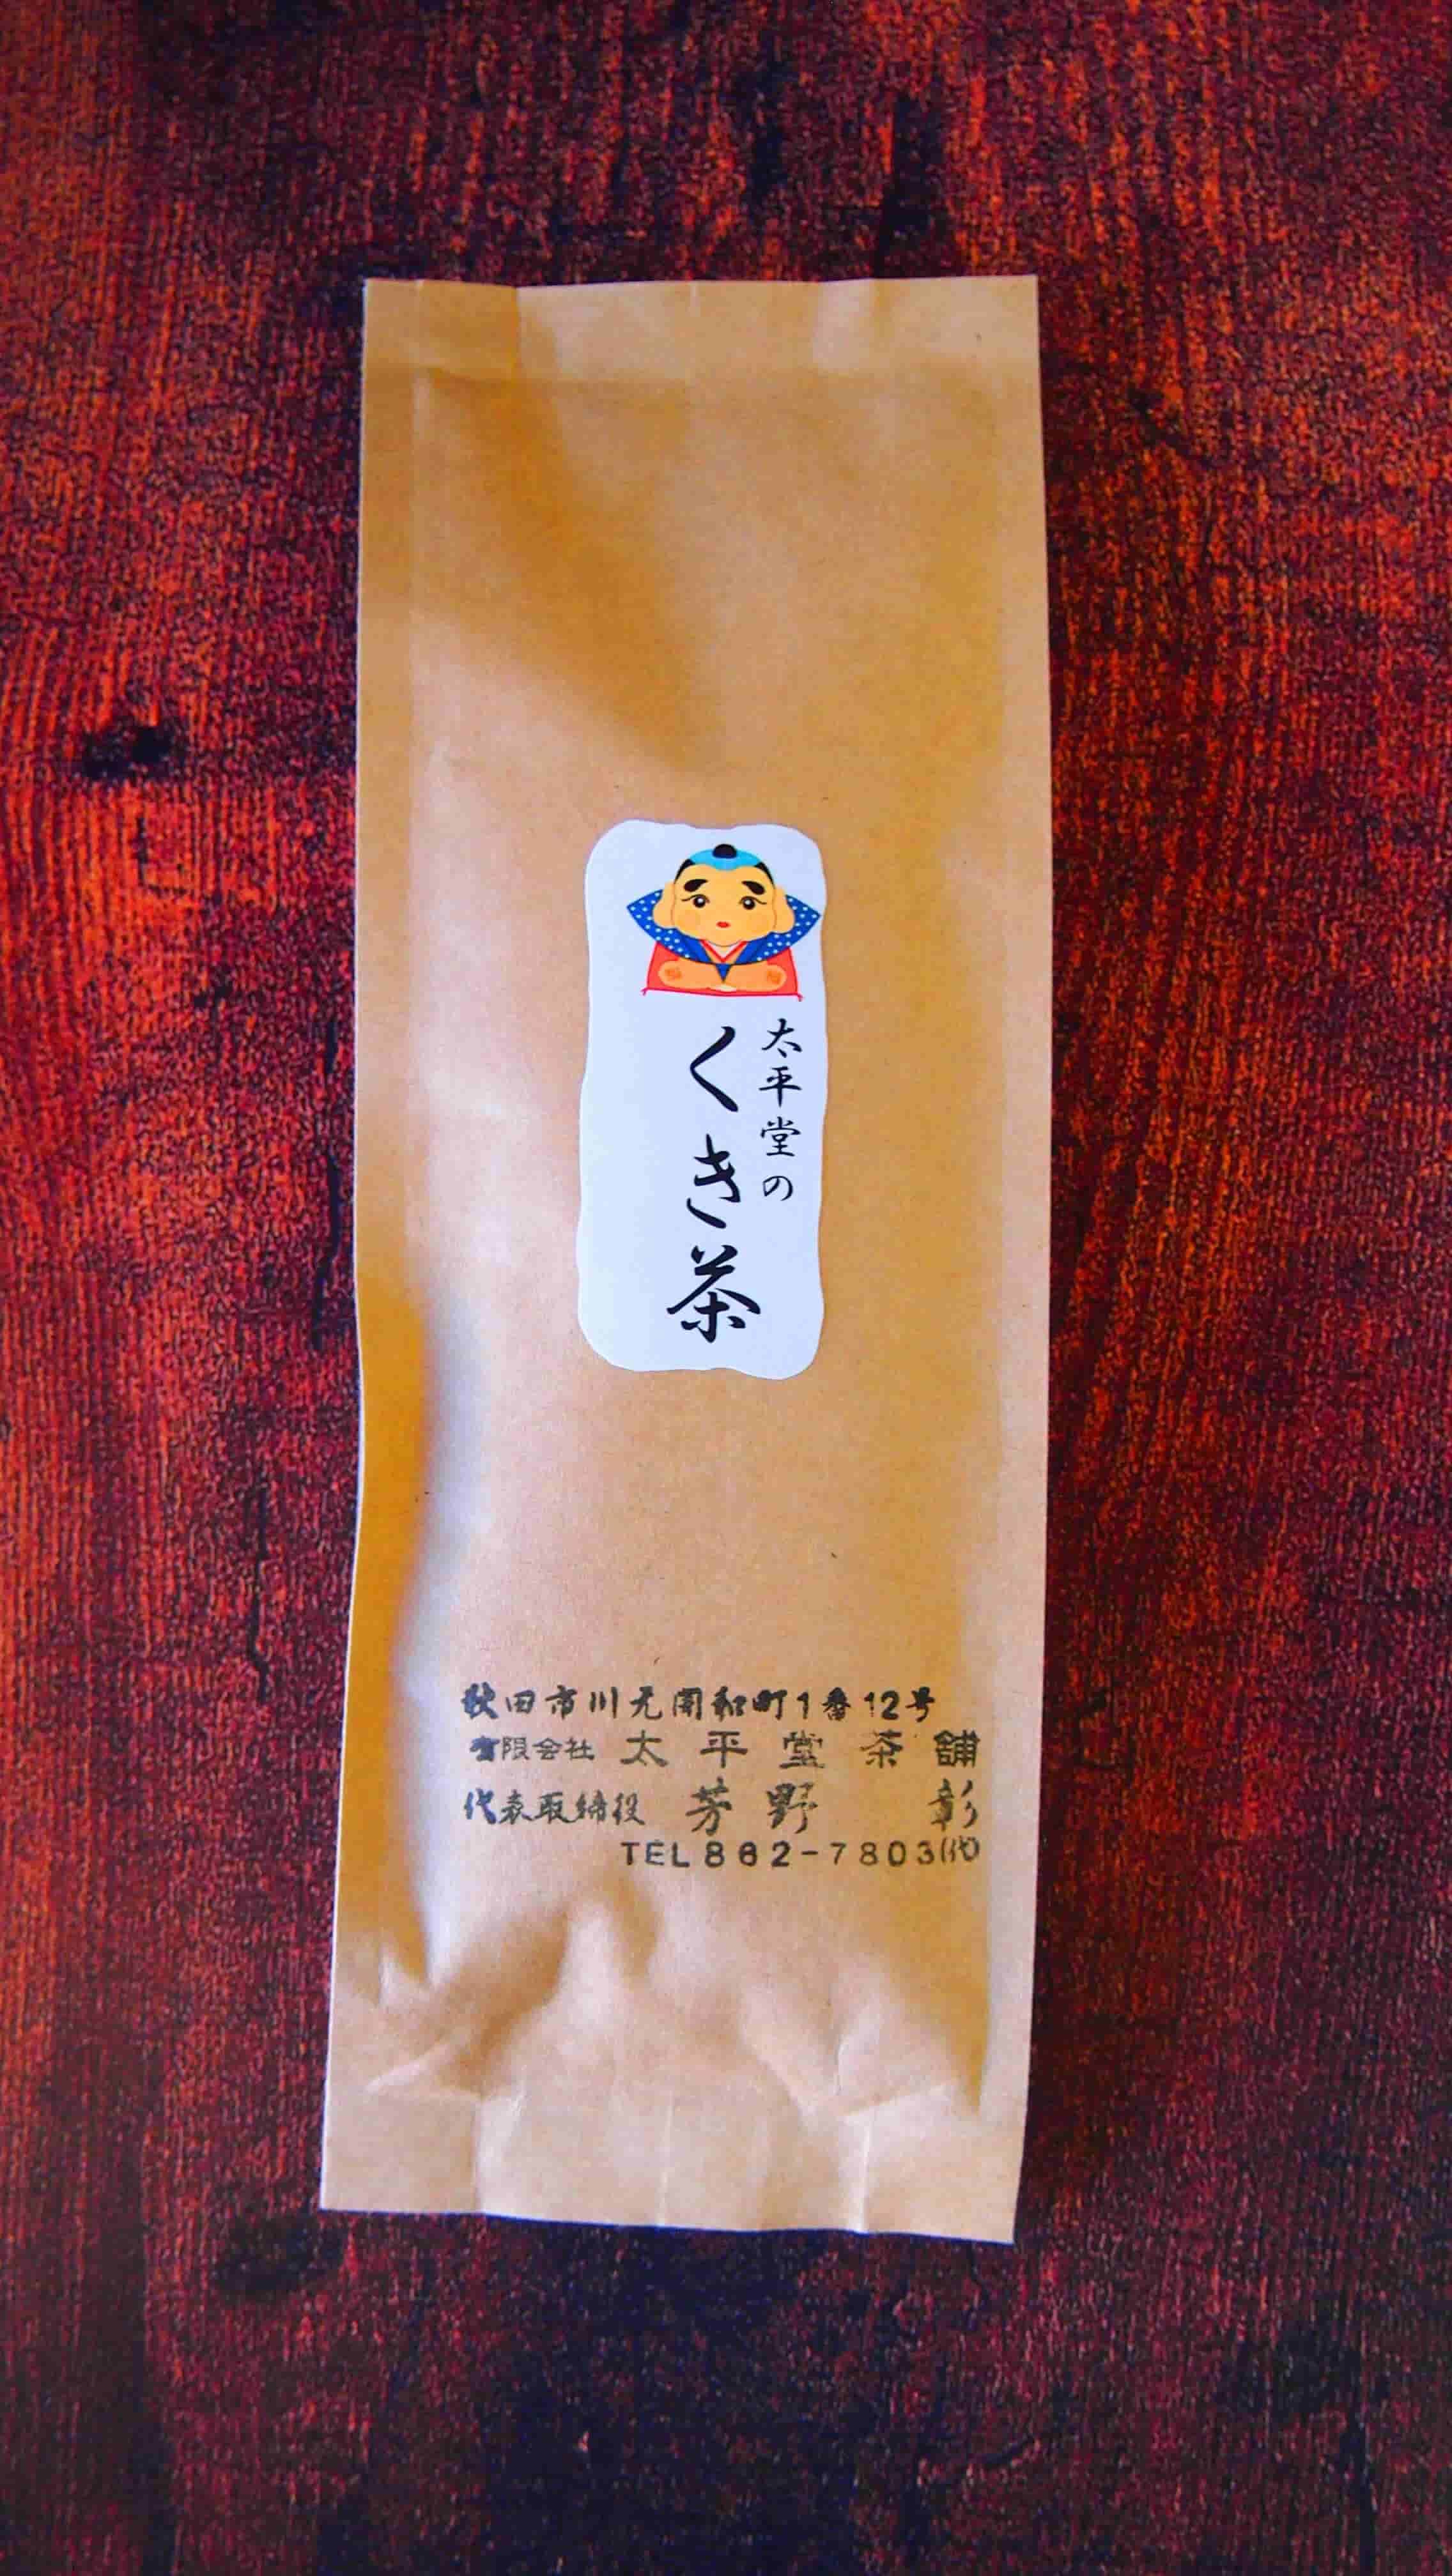 太平堂の
くき茶
秋田市川元開和町1番12号
有限会社 太平堂茶舗
代表取締役 芳野 彰
TEL862-7803㈹